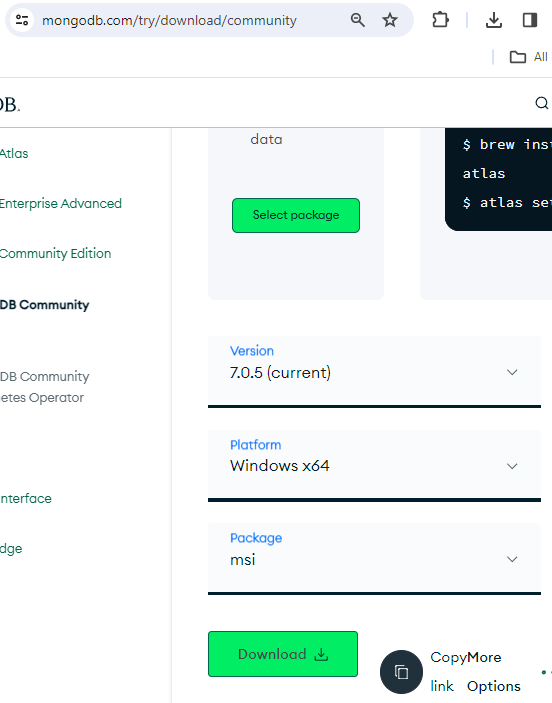 mongodb.com/try/download/community
All
DB.
Atlas
Enterprise Advanced
Community Edition
DB Community
DB Community
etes Operator
nterface
dge
data
Select package
$ brew inst
atlas
$ atlas set
Version
7.0.5 (current)
Platform
Windows x64
Package
msi
Download
Copy
link
More
Options